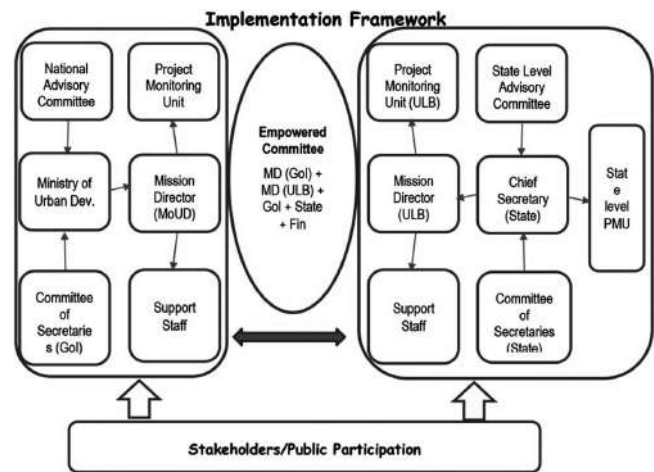 Implementation Framework
National
Advisory
Committee
Project
Monitoring
Unit
Ministry of
Urban Dev.
Mission
Director
(MoUD)
Committee
of
Secretarie
s (GoI)
Support
Staff
Empowered
Committee
MD (GoI) +
MD (ULB) +
GoI + State
+ Fin
Project
Monitoring
Unit (ULB)
State Level
Advisory
Committee
Mission
Director
(ULB)
Chief
Secretary
(State)
Stat
e level
PMU
Support
Staff
Committee
of
Secretaries
(State)
Stakeholders/Public Participation